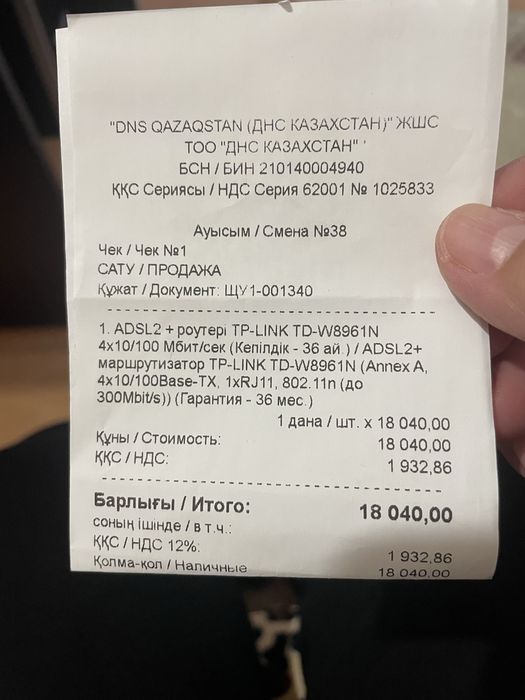 "DNS QAZAQSTAN (ДНС КАЗАХСТАН)" ЖШС
ТОО "ДНС КАЗАХСТАН"
БСН / БИН 210140004940
ҚҚС Сериясы / НДС Серия 62001 № 1025833
Ауысым / Смена №38
Чек / Чек №1
САТУ / ПРОДАЖА
Құжат / Документ: ЩУ1-001340
1. ADSL2 + роутері TP-LINK TD-W8961N
4x10/100 Мбит/сек (Кепілдік - 36 ай.) / ADSL2+
маршрутизатор TP-LINK TD-W8961N (Annex A,
4x10/100Base-TX, 1xRJ11, 802.11n (до
300Mbit/s)) (Гарантия - 36 мес.)
1 дана / шт. x 18 040,00
Құны / Стоимость: 18 040,00
ҚҚС / НДС: 1 932,86
Барлығы / Итого: 18 040,00
соның ішінде / в т.ч.:
ҚҚС / НДС 12%: 1 932,86
Қолма-қол / Наличные 18 040,00